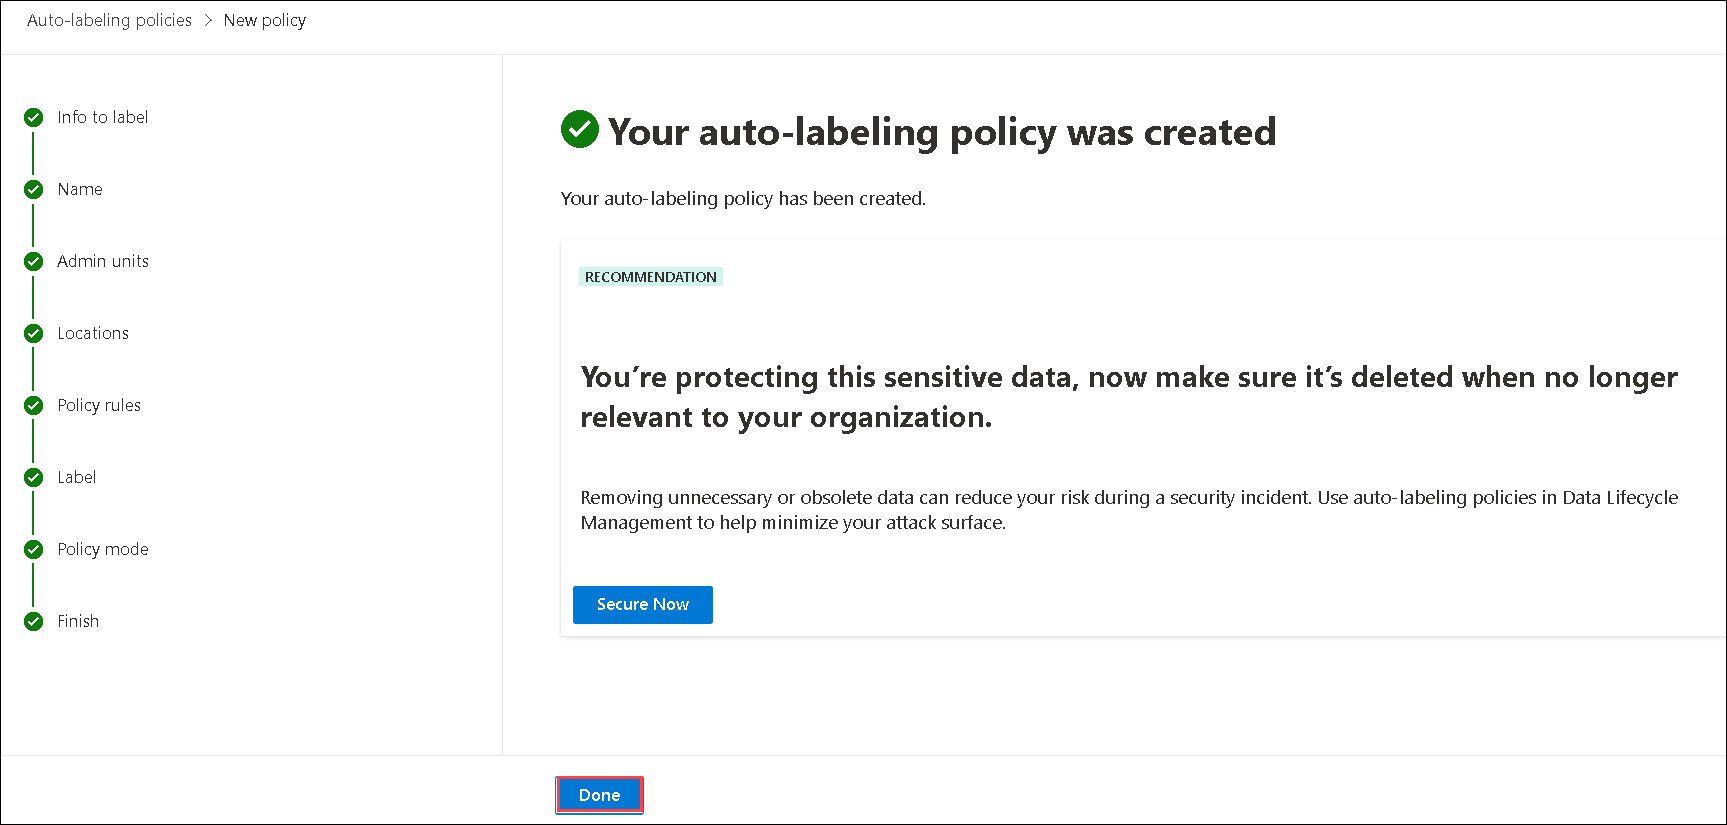 Auto-labeling policies > New policy
Info to label
Name
Admin units
Locations
Policy rules
Label
Policy mode
Finish
Your auto-labeling policy was created
Your auto-labeling policy has been created.
RECOMMENDATION
You’re protecting this sensitive data, now make sure it’s deleted when no longer
relevant to your organization.
Removing unnecessary or obsolete data can reduce your risk during a security incident. Use auto-labeling policies in Data Lifecycle
Management to help minimize your attack surface.
Secure Now
Done